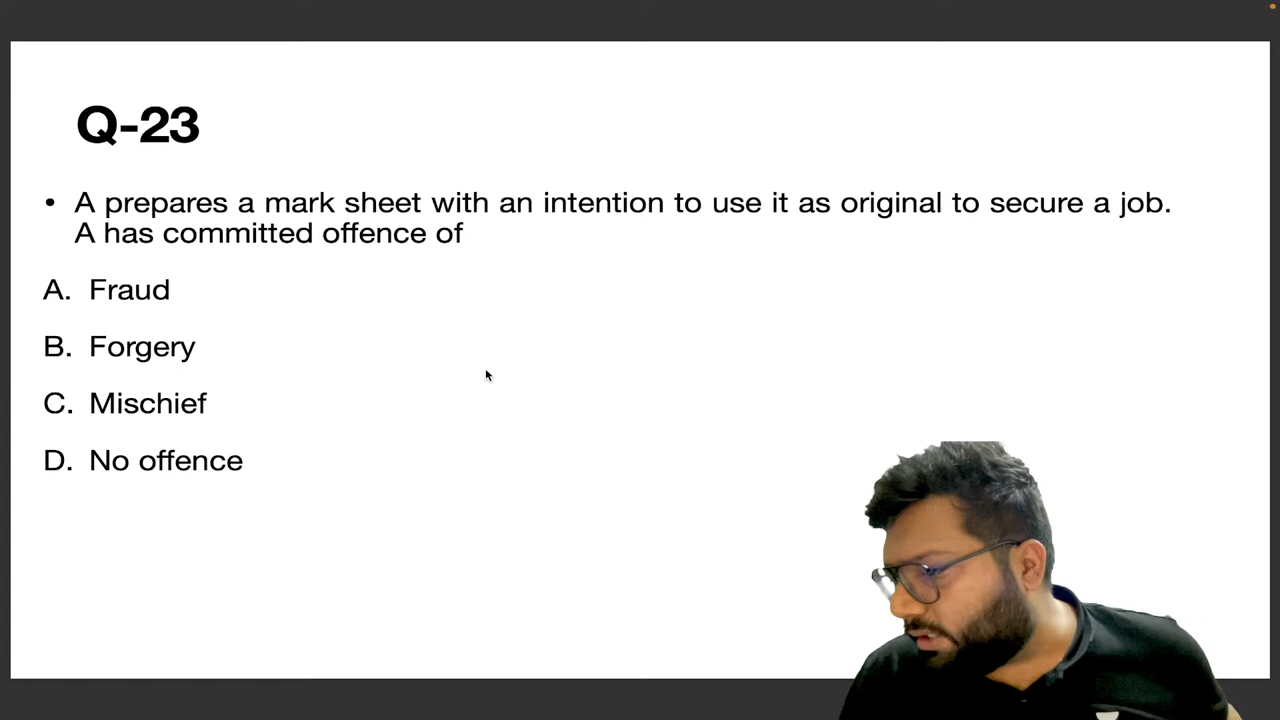 Q-23
• A prepares a mark sheet with an intention to use it as original to secure a job.
A has committed offence of
A. Fraud
B. Forgery
C. Mischief
D. No offence